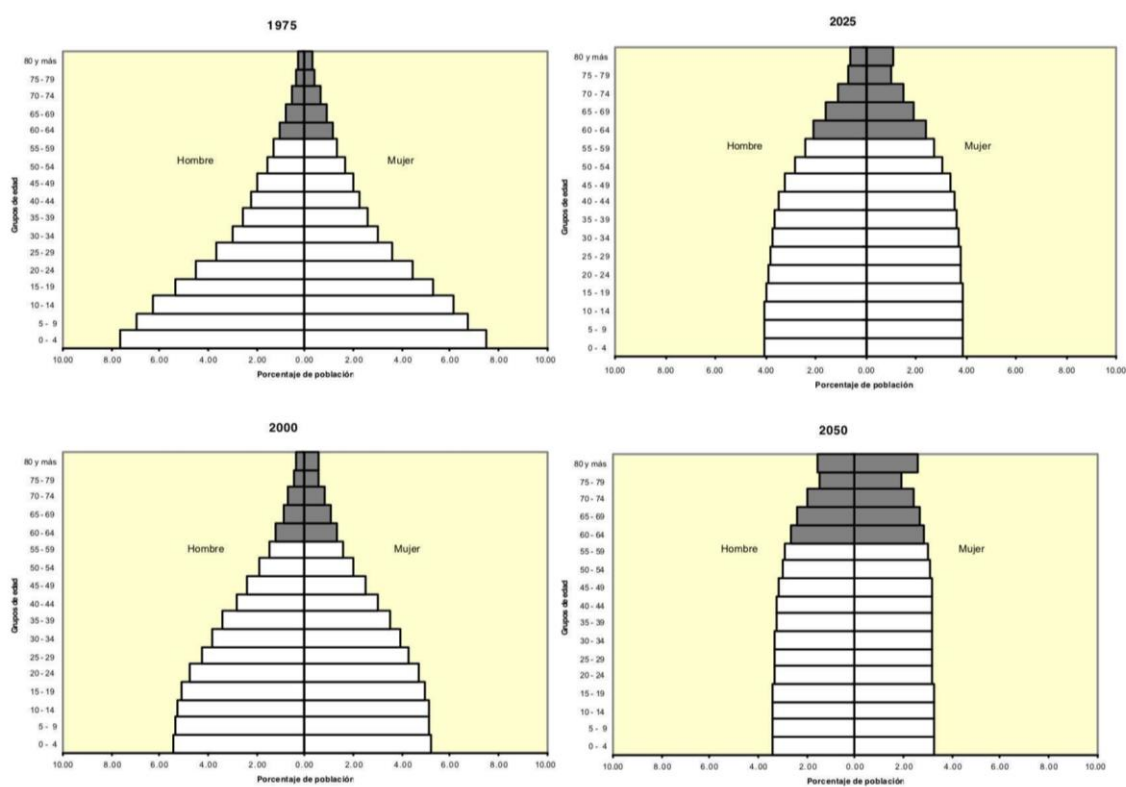 1975
80 y más
75 - 79
70 - 74
65 - 69
60 - 64
55 - 59
50 - 54
45 - 49
40 - 44
35 - 39
30 - 34
25 - 29
20 - 24
15 - 19
10 - 14
5 - 9
0 - 4
Grupos de edad
Hombre
Mujer
10.00 8.00 6.00 4.00 2.00 0.00 2.00 4.00 6.00 8.00 10.00
Porcentaje de población
2025
80 y más
75 - 79
70 - 74
65 - 69
60 - 64
55 - 59
50 - 54
45 - 49
40 - 44
35 - 39
30 - 34
25 - 29
20 - 24
15 - 19
10 - 14
5 - 9
0 - 4
Grupos de edad
Hombre
Mujer
10.00 8.00 6.00 4.00 2.00 0.00 2.00 4.00 6.00 8.00 10.00
Porcentaje de población
2000
80 y más
75 - 79
70 - 74
65 - 69
60 - 64
55 - 59
50 - 54
45 - 49
40 - 44
35 - 39
30 - 34
25 - 29
20 - 24
15 - 19
10 - 14
5 - 9
0 - 4
Grupos de edad
Hombre
Mujer
10.00 8.00 6.00 4.00 2.00 0.00 2.00 4.00 6.00 8.00 10.00
Porcentaje de población
2050
80 y más
75 - 79
70 - 74
65 - 69
60 - 64
55 - 59
50 - 54
45 - 49
40 - 44
35 - 39
30 - 34
25 - 29
20 - 24
15 - 19
10 - 14
5 - 9
0 - 4
Grupos de edad
Hombre
Mujer
10.00 8.00 6.00 4.00 2.00 0.00 2.00 4.00 6.00 8.00 10.00
Porcentaje de población